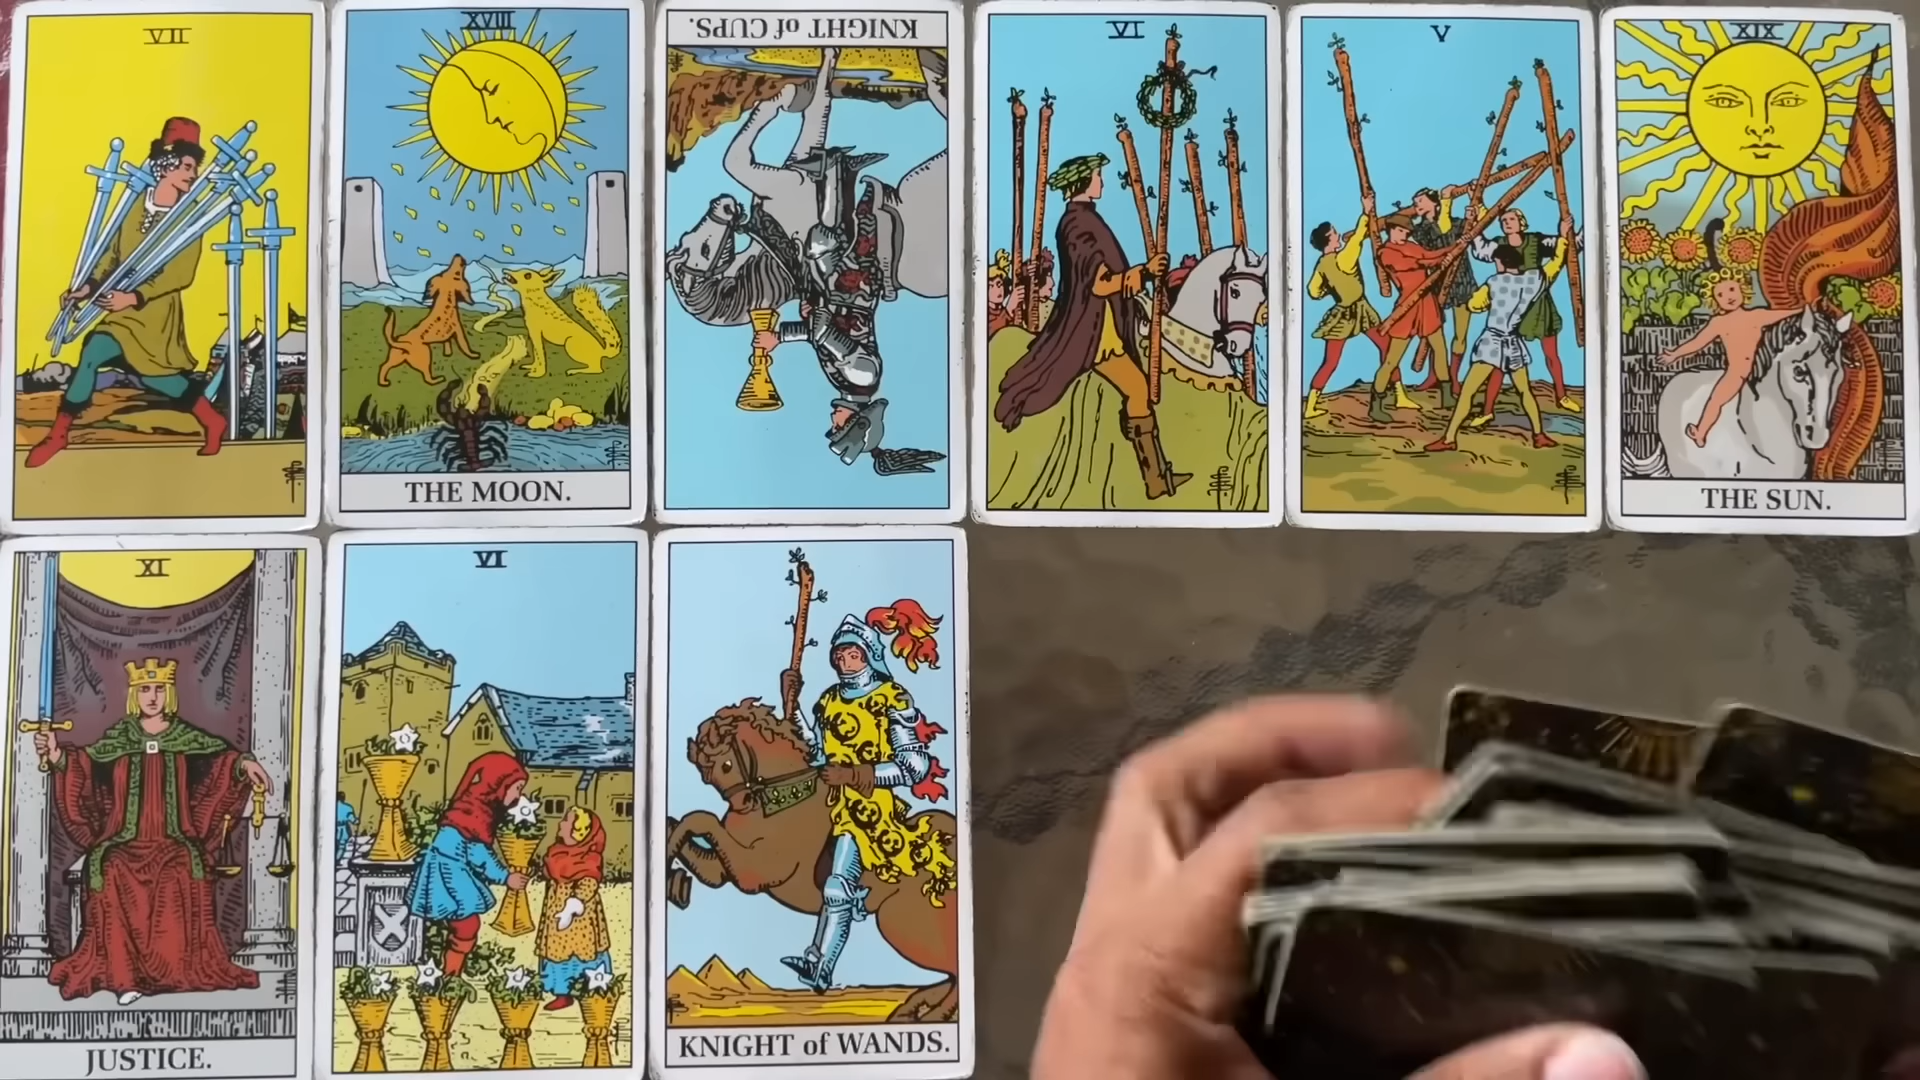 VII
XVIII
THE MOON.
KNIGHT of CUPS.
VI
V
XIX
THE SUN.
XI
JUSTICE.
VI
KNIGHT of WANDS.